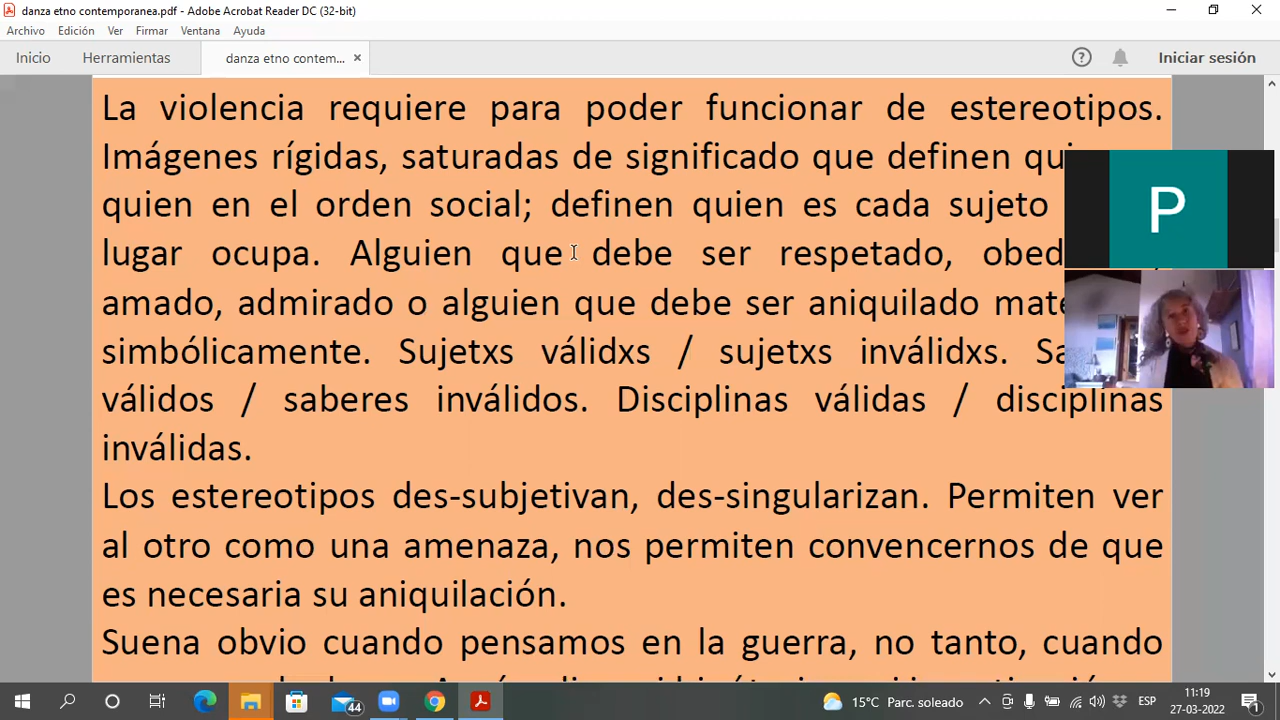 danza etno contemporanea.pdf - Adobe Acrobat Reader DC (32-bit)
Archivo Edición Ver Firmar Ventana Ayuda
Inicio Herramientas danza etno contem... × Iniciar sesión
La violencia requiere para poder funcionar de estereotipos.
Imágenes rígidas, saturadas de significado que definen
quien en el orden social; definen quien es cada sujeto
lugar ocupa. Alguien que debe ser respetado,
amado, admirado o alguien que debe ser aniquilado
simbólicamente. Sujetxs válidxs / sujetxs inválidxs.
válidos / saberes inválidos. Disciplinas válidas / disciplinas
inválidas.
Los estereotipos des-subjetivan, des-singularizan. Permiten ver
al otro como una amenaza, nos permiten convencernos de que
es necesaria su aniquilación.
Suena obvio cuando pensamos en la guerra, no tanto, cuando
P
44
15°C Parc. soleado
ESP
11:19
27-03-2022
1